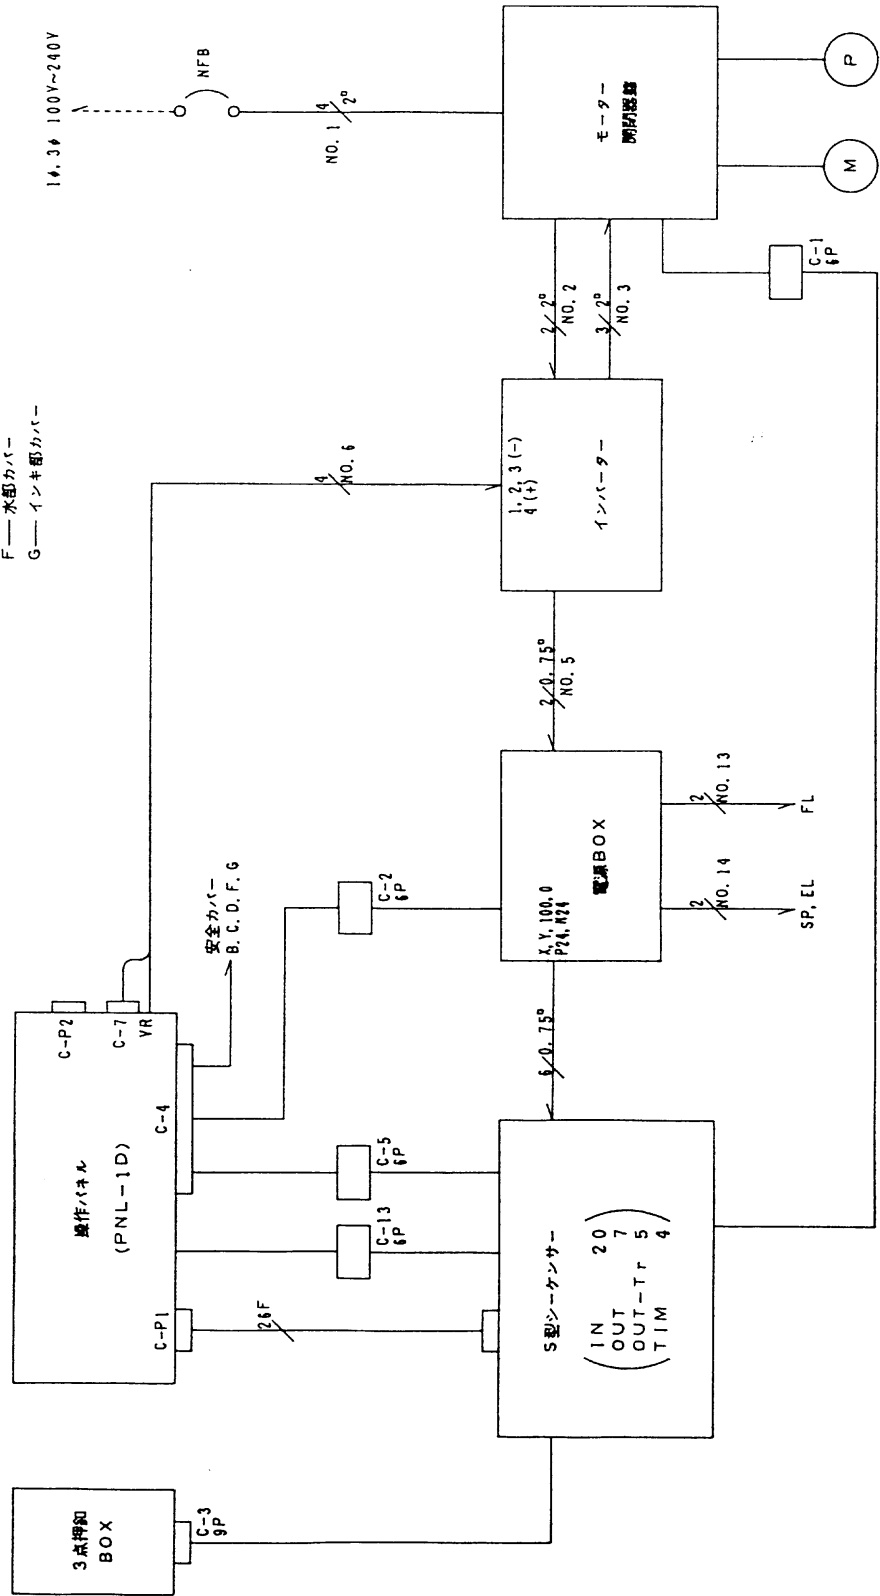 F—水部カバー
G—インキ部カバー
1φ, 3φ 100V~240V
NFB
4 2°
NO. 1
モーター
開閉器箱
P
M
C-1
6P
2 2°
NO. 2
3 2°
NO. 3
1, 2, 3 (-)
4 (+)
インバーター
4
NO. 6
2 0, 75°
NO. 5
X, Y, 100, 0
P24, N24
電源BOX
2
NO. 13
FL
2
NO. 14
SP, EL
C-2
6P
安全カバー
B, C, D, F, G
6 0, 75°
操作パネル
(PNL-1D)
C-P2
C-7
VR
C-4
C-P1
C-5
6P
C-13
6P
26F
S型シーケンサー
IN 20
OUT 7
OUT-Tr 5
TIM 4
3点押釦
BOX
C-3
9P